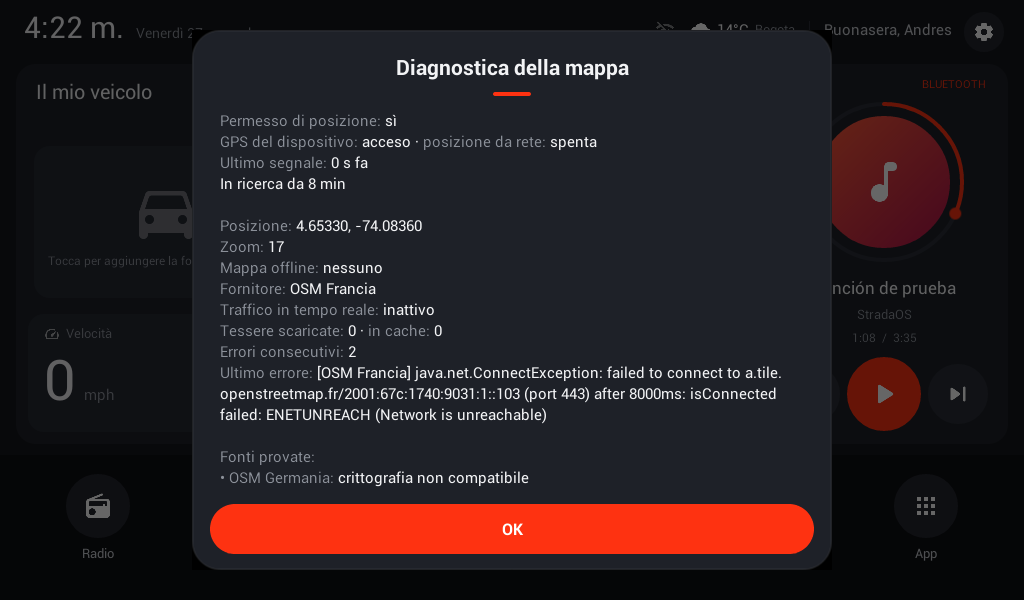 4:22 m.
Venerdì
14°C Bogota
Buonasera, Andres
Diagnostica della mappa
Il mio veicolo
BLUETOOTH
Permesso di posizione: sì
GPS del dispositivo: acceso · posizione da rete: spenta
Ultimo segnale: 0 s fa
In ricerca da 8 min
Posizione: 4.65330, -74.08360
Zoom: 17
Mappa offline: nessuno
Fornitore: OSM Francia
Traffico in tempo reale: inattivo
Tessere scaricate: 0 · in cache: 0
Errori consecutivi: 2
Ultimo errore: [OSM Francia] java.net.ConnectException: failed to connect to a.tile.
openstreetmap.fr/2001:67c:1740:9031:1::103 (port 443) after 8000ms: isConnected
failed: ENETUNREACH (Network is unreachable)
Fonti private:
• OSM Germania: crittografia non compatibile
OK
Tocca per aggiungere la fo
Velocità
0 mph
nción de prueba
StradaOS
1:08 / 3:35
Radio
App